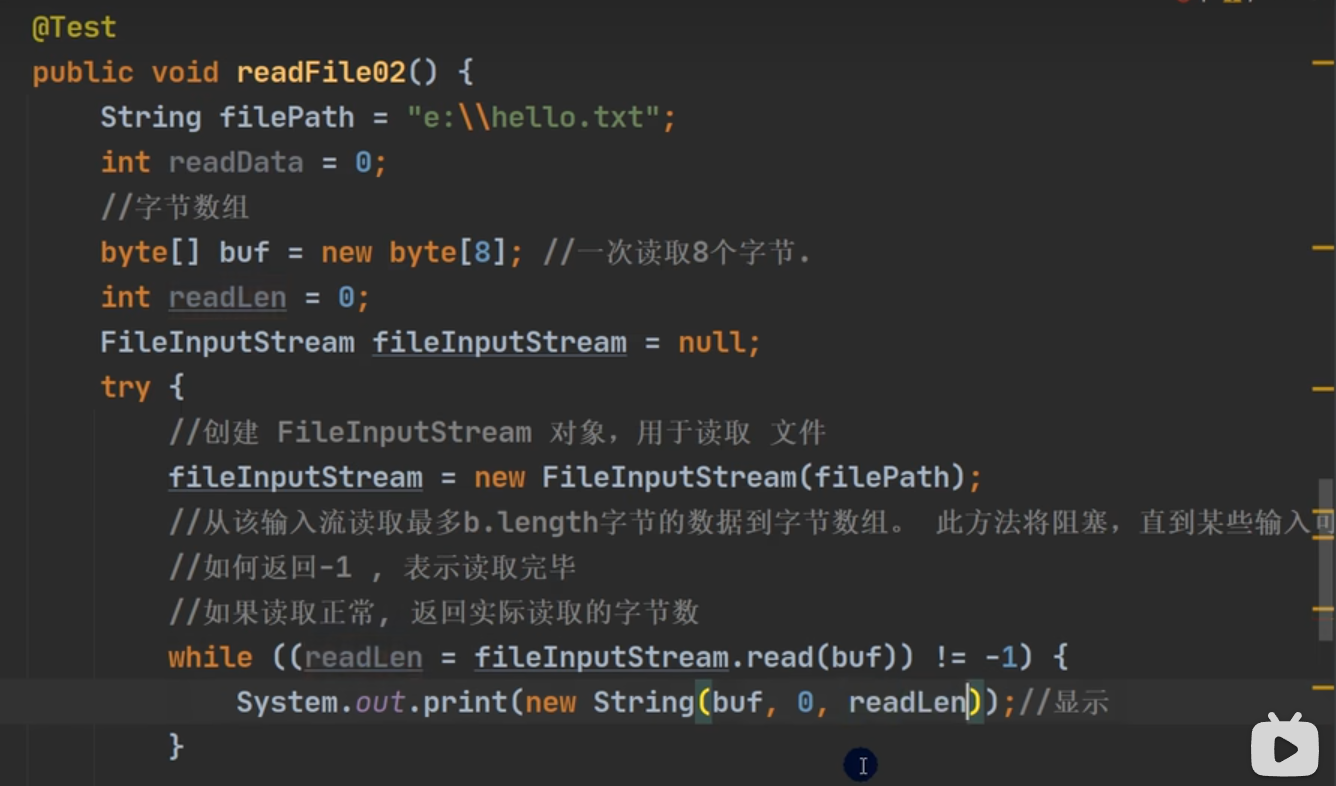 @Test
public void readFile02() {
String filePath = "e:\\hello.txt";
int readData = 0;
//字节数组
byte[] buf = new byte[8]; //一次读取8个字节.
int readLen = 0;
FileInputStream fileInputStream = null;
try {
//创建 FileInputStream 对象，用于读取 文件
fileInputStream = new FileInputStream(filePath);
//从该输入流读取最多b.length字节的数据到字节数组。 此方法将阻塞，直到某些输入可
//如何返回-1 , 表示读取完毕
//如果读取正常, 返回实际读取的字节数
while ((readLen = fileInputStream.read(buf)) != -1) {
System.out.print(new String(buf, 0, readLen));//显示
}